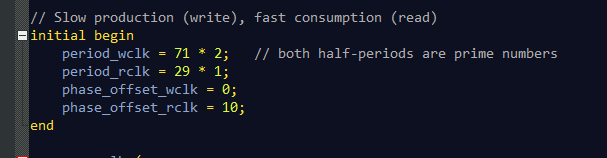 // Slow production (write), fast consumption (read)
initial begin
period_wclk = 71 * 2;   // both half-periods are prime numbers
period_rclk = 29 * 1;
phase_offset_wclk = 0;
phase_offset_rclk = 10;
end